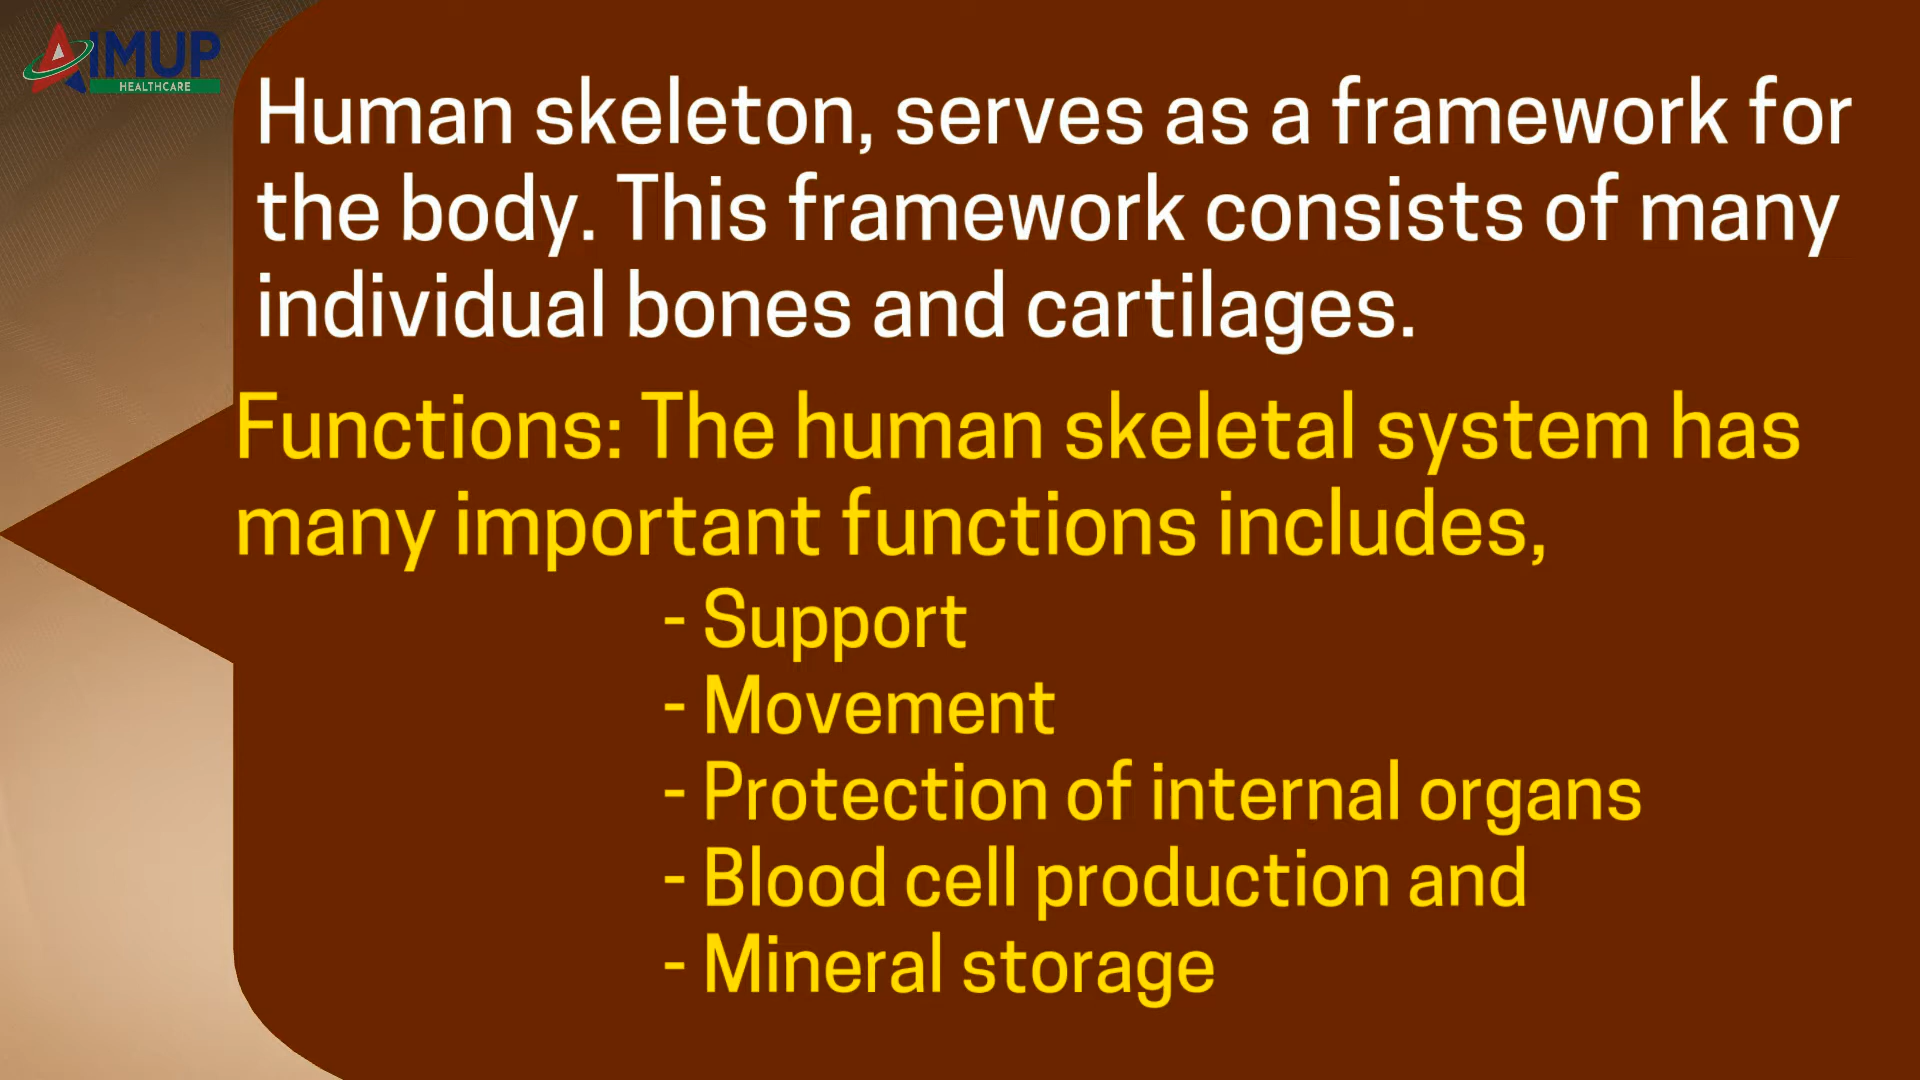 AIMUP
HEALTHCARE
Human skeleton, serves as a framework for
the body. This framework consists of many
individual bones and cartilages.
Functions: The human skeletal system has
many important functions includes,
- Support
- Movement
- Protection of internal organs
- Blood cell production and
- Mineral storage